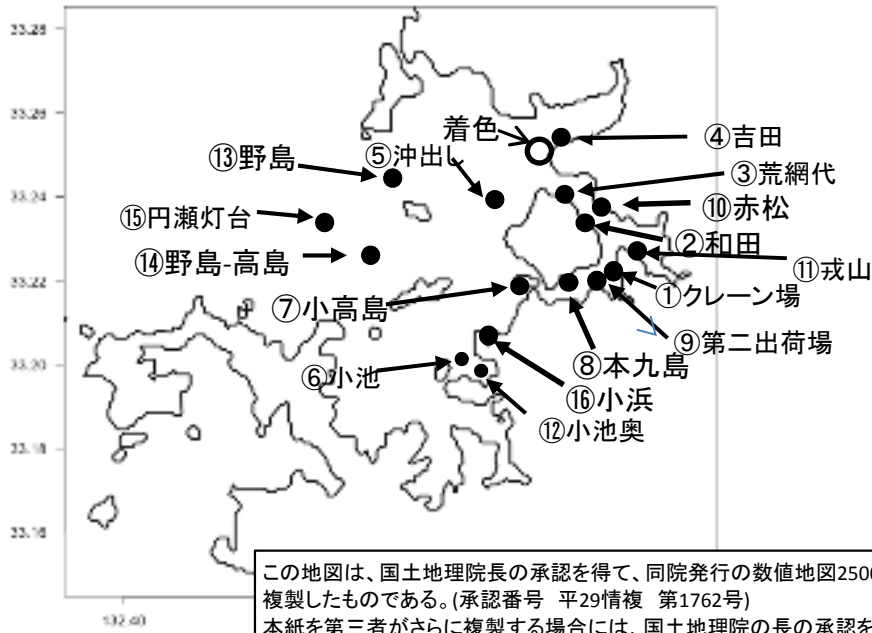 33.28
33.26
33.24
33.22
33.20
33.18
33.16
132.40
着色
④吉田
⑬野島
⑤沖出し
③荒網代
⑩赤松
⑮円瀬灯台
②和田
⑭野島-高島
⑪戎山
①クレーン場
⑦小高島
⑨第二出荷場
⑧本九島
⑥小池
⑯小浜
⑫小池奥
この地図は、国土地理院長の承認を得て、同院発行の数値地図2500
複製したものである。(承認番号 平29情複 第1762号)
本紙を第三者がさらに複製する場合には、国土地理院の長の承認を